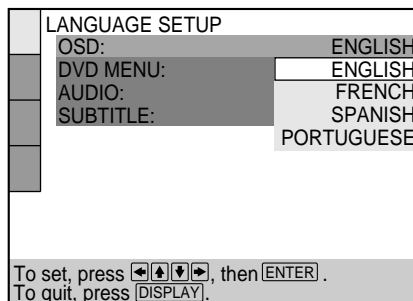 LANGUAGE SETUP
OSD: ENGLISH
DVD MENU: ENGLISH
AUDIO: FRENCH
SUBTITLE: SPANISH
PORTUGUESE
To set, press ←↑↓→, then ENTER.
To quit, press DISPLAY.